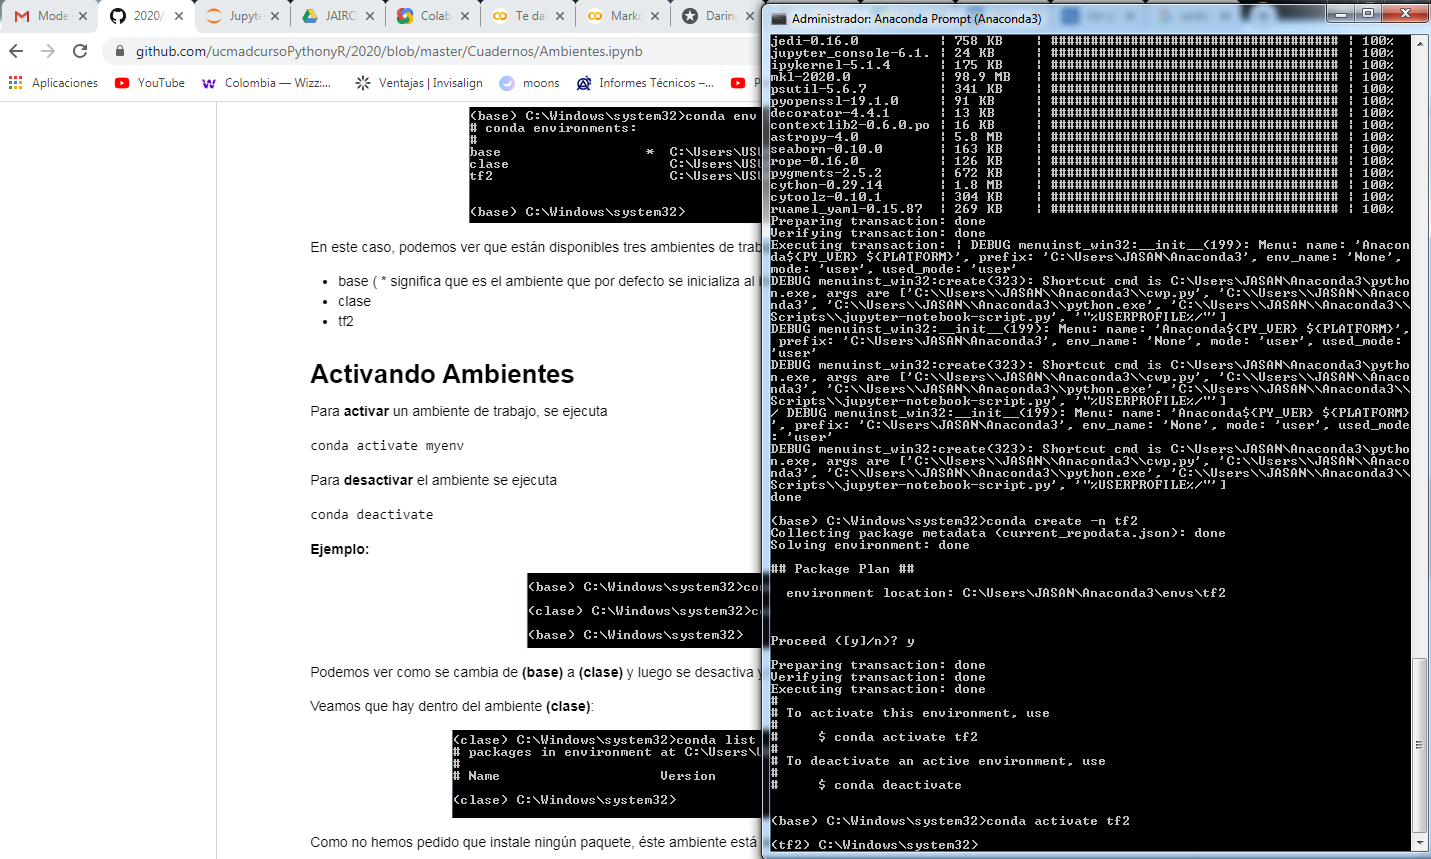 Mode
2020/
Jupyte
JAIRO
Colab
Te da
Marko
Darin
Administrador: Anaconda Prompt (Anaconda3)
github.com/ucmadcursoPythonyR/2020/blob/master/Cuadernos/Ambientes.ipynb
Aplicaciones
YouTube
Colombia — Wizz:...
Ventajas | Invisalign
moons
Informes Técnicos –...
(base) C:\Windows\system32>conda env
# conda environments:
#
base * C:\Users\USU
clase C:\Users\USU
tf2 C:\Users\USU
(base) C:\Windows\system32>
En este caso, podemos ver que están disponibles tres ambientes de trab
base ( * significa que es el ambiente que por defecto se inicializa al i
clase
tf2
Activando Ambientes
Para activar un ambiente de trabajo, se ejecuta
conda activate myenv
Para desactivar el ambiente se ejecuta
conda deactivate
Ejemplo:
(base) C:\Windows\system32>co
(clase) C:\Windows\system32>c
(base) C:\Windows\system32>
Podemos ver como se cambia de (base) a (clase) y luego se desactiva y
Veamos que hay dentro del ambiente (clase):
(clase) C:\Windows\system32>conda list
# packages in environment at C:\Users\U
#
# Name Version
(clase) C:\Windows\system32>
Como no hemos pedido que instale ningún paquete, éste ambiente está
jedi-0.16.0 | 758 KB | #################################### | 100%
jupyter_console-6.1. | 24 KB | #################################### | 100%
ipykernel-5.1.4 | 175 KB | #################################### | 100%
mkl-2020.0 | 98.9 MB | #################################### | 100%
psutil-5.6.7 | 341 KB | #################################### | 100%
pyopenssl-19.1.0 | 91 KB | #################################### | 100%
decorator-4.4.1 | 13 KB | #################################### | 100%
contextlib2-0.6.0.po | 16 KB | #################################### | 100%
astropy-4.0 | 5.8 MB | #################################### | 100%
seaborn-0.10.0 | 163 KB | #################################### | 100%
rope-0.16.0 | 126 KB | #################################### | 100%
pygments-2.5.2 | 672 KB | #################################### | 100%
cython-0.29.14 | 1.8 MB | #################################### | 100%
cytoolz-0.10.1 | 304 KB | #################################### | 100%
ruamel_yaml-0.15.87 | 269 KB | #################################### | 100%
Preparing transaction: done
Verifying transaction: done
Executing transaction: | DEBUG menuinst_win32:__init__(199): Menu: name: 'Anacon
da${PY_VER} ${PLATFORM}', prefix: 'C:\Users\JASAN\Anaconda3', env_name: 'None',
mode: 'user', used_mode: 'user'
DEBUG menuinst_win32:create(323): Shortcut cmd is C:\Users\JASAN\Anaconda3\pytho
n.exe, args are ['C:\\Users\\JASAN\\Anaconda3\\cwp.py', 'C:\\Users\\JASAN\\Anaco
nda3', 'C:\\Users\\JASAN\\Anaconda3\\python.exe', 'C:\\Users\\JASAN\\Anaconda3\\
Scripts\\jupyter-notebook-script.py', '"%USERPROFILE%/"']
DEBUG menuinst_win32:__init__(199): Menu: name: 'Anaconda${PY_VER} ${PLATFORM}',
prefix: 'C:\Users\JASAN\Anaconda3', env_name: 'None', mode: 'user', used_mode:
'user'
DEBUG menuinst_win32:create(323): Shortcut cmd is C:\Users\JASAN\Anaconda3\pytho
n.exe, args are ['C:\\Users\\JASAN\\Anaconda3\\cwp.py', 'C:\\Users\\JASAN\\Anaco
nda3', 'C:\\Users\\JASAN\\Anaconda3\\python.exe', 'C:\\Users\\JASAN\\Anaconda3\\
Scripts\\jupyter-notebook-script.py', '"%USERPROFILE%/"']
/ DEBUG menuinst_win32:__init__(199): Menu: name: 'Anaconda${PY_VER} ${PLATFORM}
', prefix: 'C:\Users\JASAN\Anaconda3', env_name: 'None', mode: 'user', used_mode
: 'user'
DEBUG menuinst_win32:create(323): Shortcut cmd is C:\Users\JASAN\Anaconda3\pytho
n.exe, args are ['C:\\Users\\JASAN\\Anaconda3\\cwp.py', 'C:\\Users\\JASAN\\Anaco
nda3', 'C:\\Users\\JASAN\\Anaconda3\\python.exe', 'C:\\Users\\JASAN\\Anaconda3\\
Scripts\\jupyter-notebook-script.py', '"%USERPROFILE%/"']
done
(base) C:\Windows\system32>conda create -n tf2
Collecting package metadata (current_repodata.json): done
Solving environment: done
## Package Plan ##
environment location: C:\Users\JASAN\Anaconda3\envs\tf2
Proceed ([y]/n)? y
Preparing transaction: done
Verifying transaction: done
Executing transaction: done
#
# To activate this environment, use
#
# $ conda activate tf2
#
# To deactivate an active environment, use
#
# $ conda deactivate
(base) C:\Windows\system32>conda activate tf2
(tf2) C:\Windows\system32>